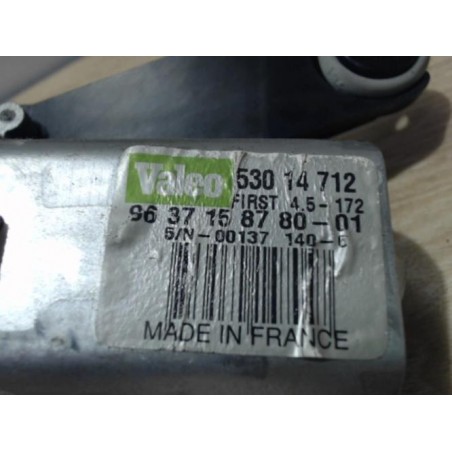 Valeo 530 14 712
FIRST 4.5-172
96 37 15 87 80-01
S/N-00137 140-6
MADE IN FRANCE